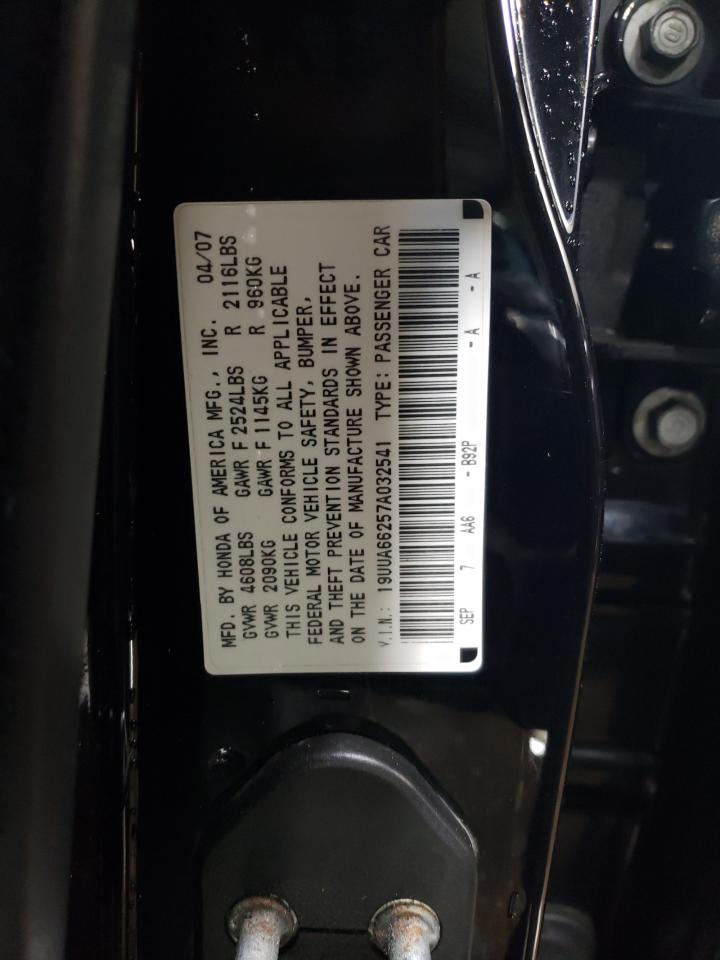 MFD. BY HONDA OF AMERICA MFG., INC. 04/07
GVWR 4608LBS GAWR F 2524LBS R 2116LBS
GVWR 2090KG GAWR F 1145KG R 960KG
THIS VEHICLE CONFORMS TO ALL APPLICABLE
FEDERAL MOTOR VEHICLE SAFETY, BUMPER,
AND THEFT PREVENTION STANDARDS IN EFFECT
ON THE DATE OF MANUFACTURE SHOWN ABOVE.
V.I.N.: 19UUA66257A032541 TYPE: PASSENGER CAR
SEP 7 AA6 - B92P - A - A